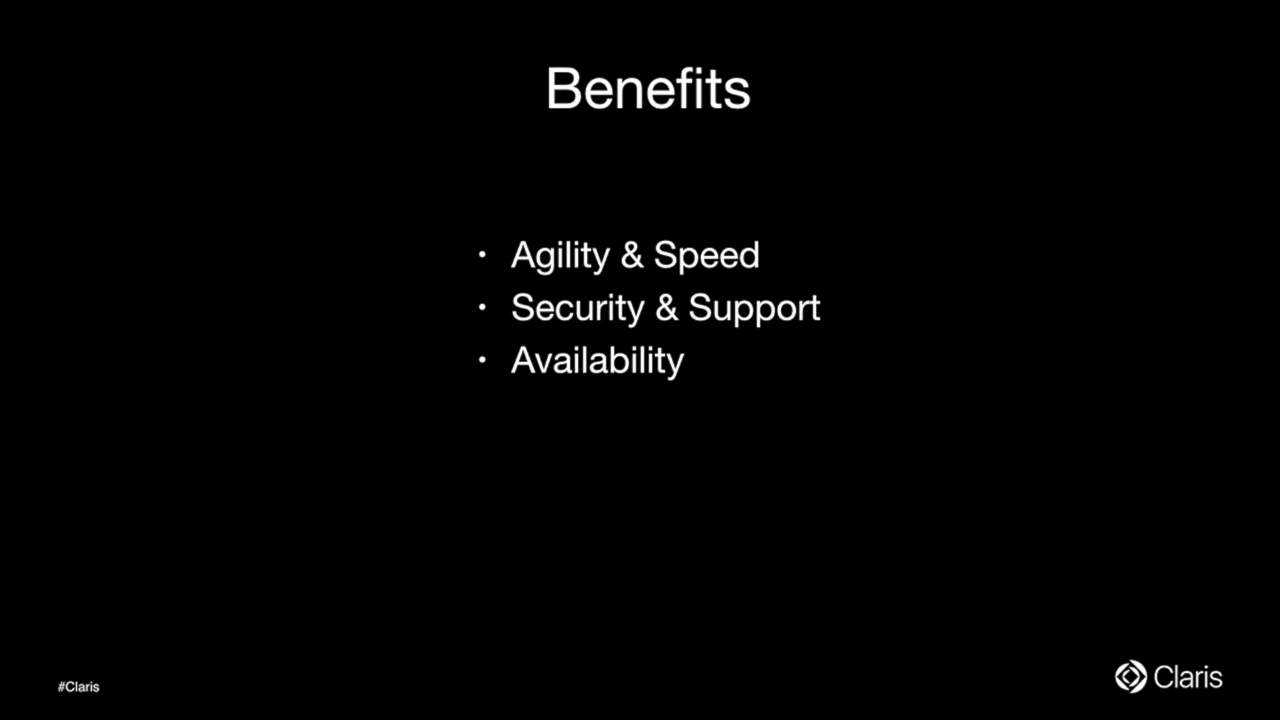 Benefits
· Agility & Speed
· Security & Support
· Availability
#Claris
Claris